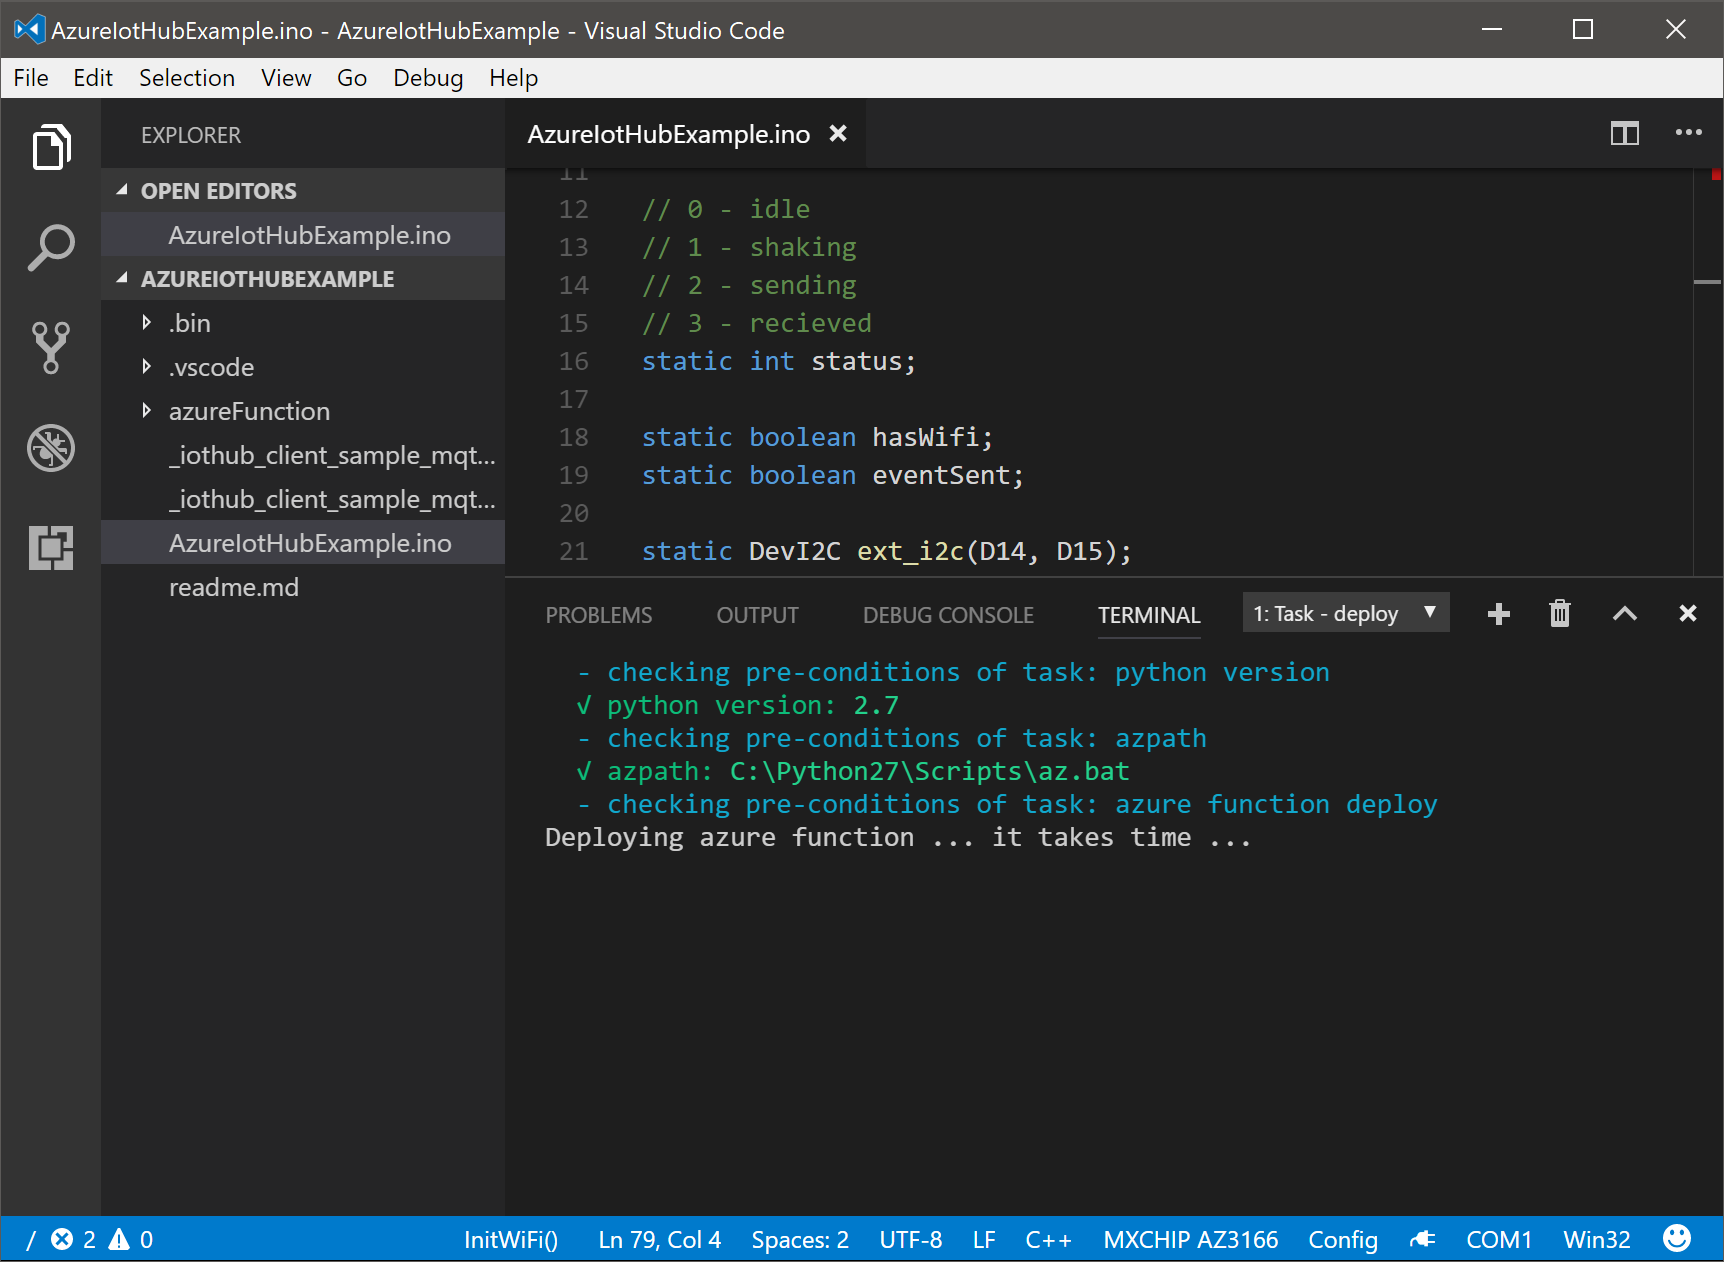 AzureIotHubExample.ino - AzureIotHubExample - Visual Studio Code
File Edit Selection View Go Debug Help
EXPLORER
OPEN EDITORS
AzureIotHubExample.ino
AZUREIOTHUBEXAMPLE
.bin
.vscode
azureFunction
_iothub_client_sample_mqt...
_iothub_client_sample_mqt...
AzureIotHubExample.ino
readme.md
AzureIotHubExample.ino
11
12 // 0 - idle
13 // 1 - shaking
14 // 2 - sending
15 // 3 - recieved
16 static int status;
17
18 static boolean hasWifi;
19 static boolean eventSent;
20
21 static DevI2C ext_i2c(D14, D15);
PROBLEMS OUTPUT DEBUG CONSOLE TERMINAL 1: Task - deploy
- checking pre-conditions of task: python version
√ python version: 2.7
- checking pre-conditions of task: azpath
√ azpath: C:\Python27\Scripts\az.bat
- checking pre-conditions of task: azure function deploy
Deploying azure function ... it takes time ...
/ 2 0 InitWiFi() Ln 79, Col 4 Spaces: 2 UTF-8 LF C++ MXCHIP AZ3166 Config COM1 Win32